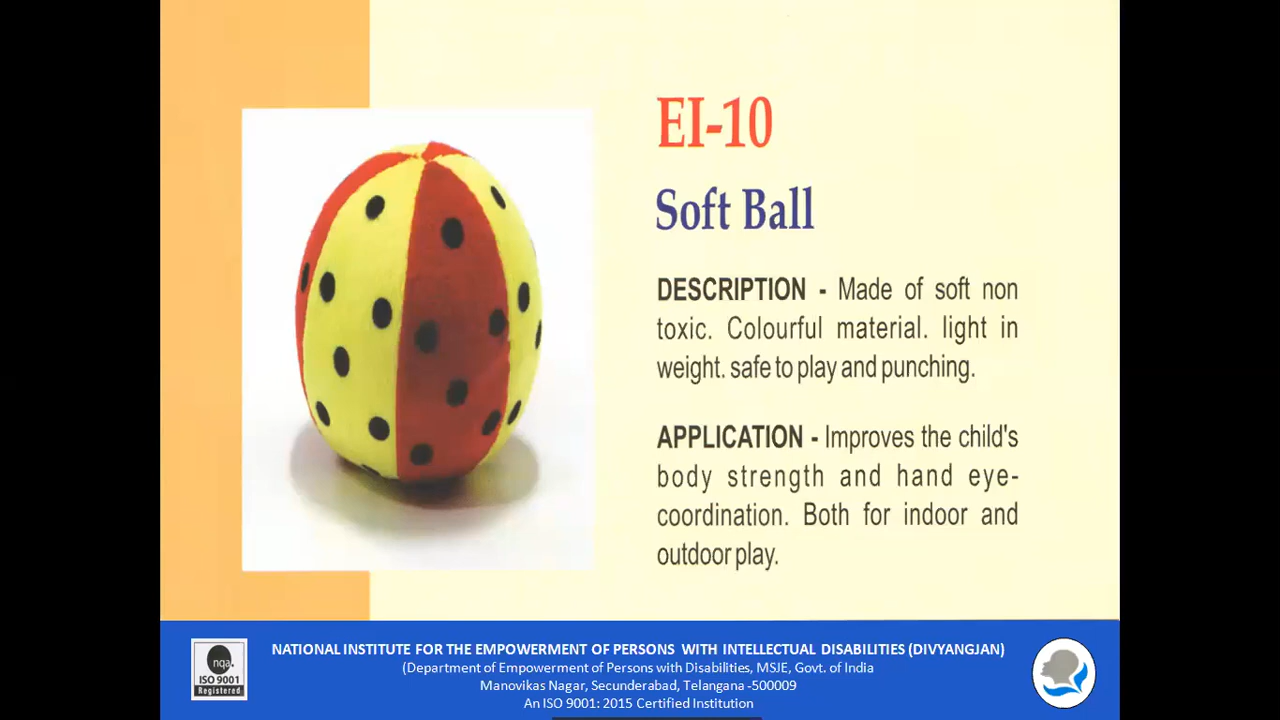 EI-10
Soft Ball
DESCRIPTION - Made of soft non
toxic. Colourful material. light in
weight. safe to play and punching.
APPLICATION - Improves the child's
body strength and hand eye-
coordination. Both for indoor and
outdoor play.
nqa.
ISO 9001
Registered
NATIONAL INSTITUTE FOR THE EMPOWERMENT OF PERSONS WITH INTELLECTUAL DISABILITIES (DIVYANGJAN)
(Department of Empowerment of Persons with Disabilities, MSJE, Govt. of India
Manovikas Nagar, Secunderabad, Telangana -500009
An ISO 9001: 2015 Certified Institution